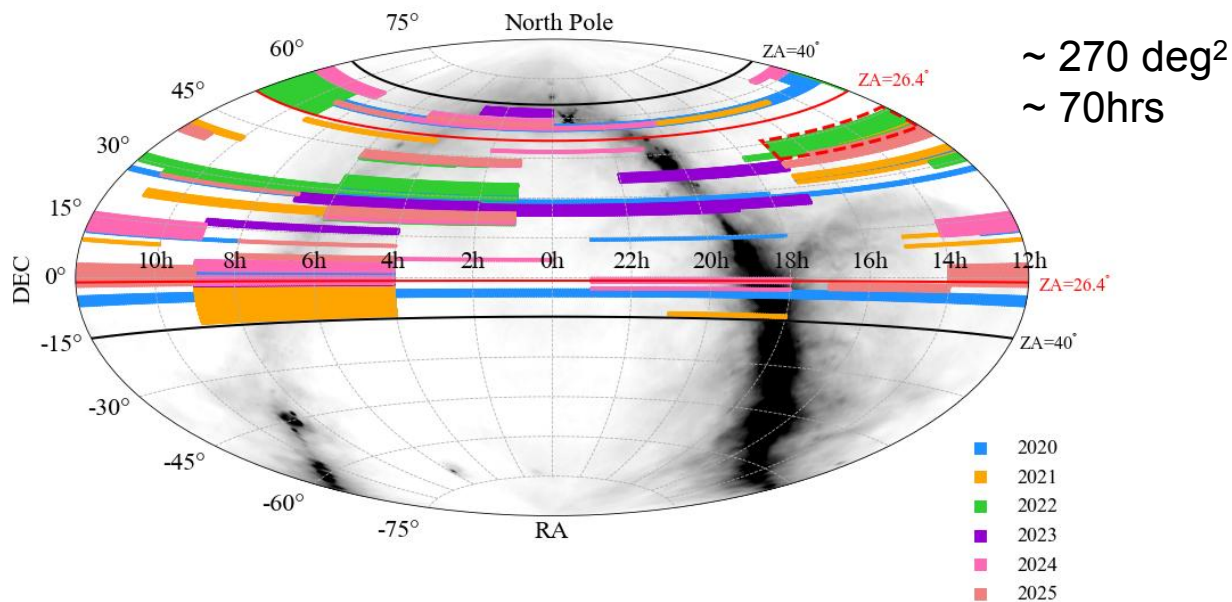 North Pole
75°
60°
45°
30°
15°
0°
-15°
-30°
-45°
-60°
-75°
DEC
RA
10h 8h 6h 4h 2h 0h 22h 20h 18h 16h 14h 12h
ZA=40°
ZA=26.4°
ZA=26.4°
ZA=40°
~ 270 deg²
~ 70hrs
2020
2021
2022
2023
2024
2025